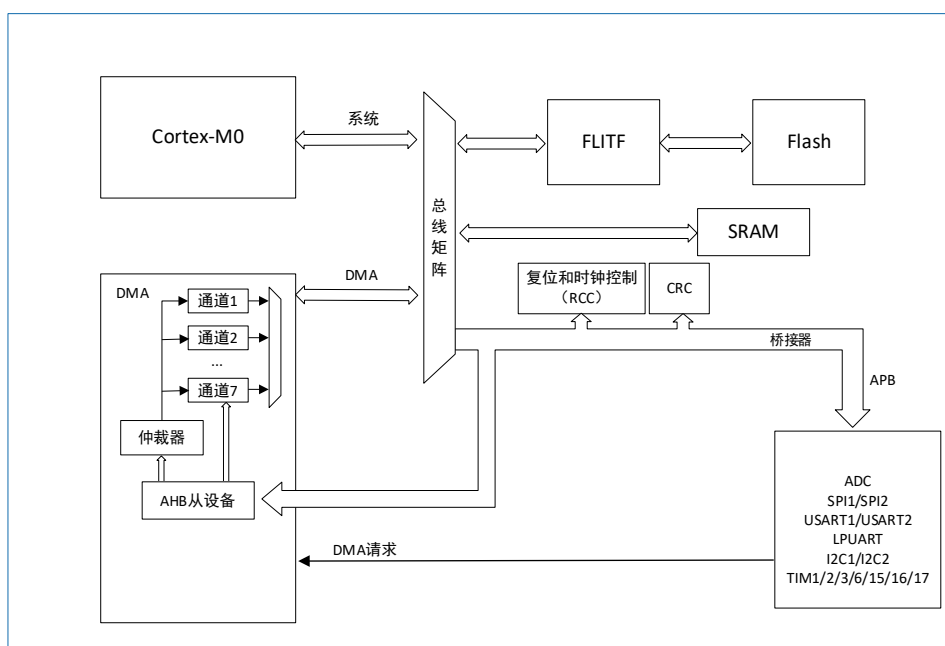 Cortex-M0
系统
FLITF
Flash
总线矩阵
SRAM
DMA
DMA
通道1
通道2
...
通道7
仲裁器
AHB从设备
复位和时钟控制
（RCC）
CRC
桥接器
APB
DMA请求
ADC
SPI1/SPI2
USART1/USART2
LPUART
I2C1/I2C2
TIM1/2/3/6/15/16/17